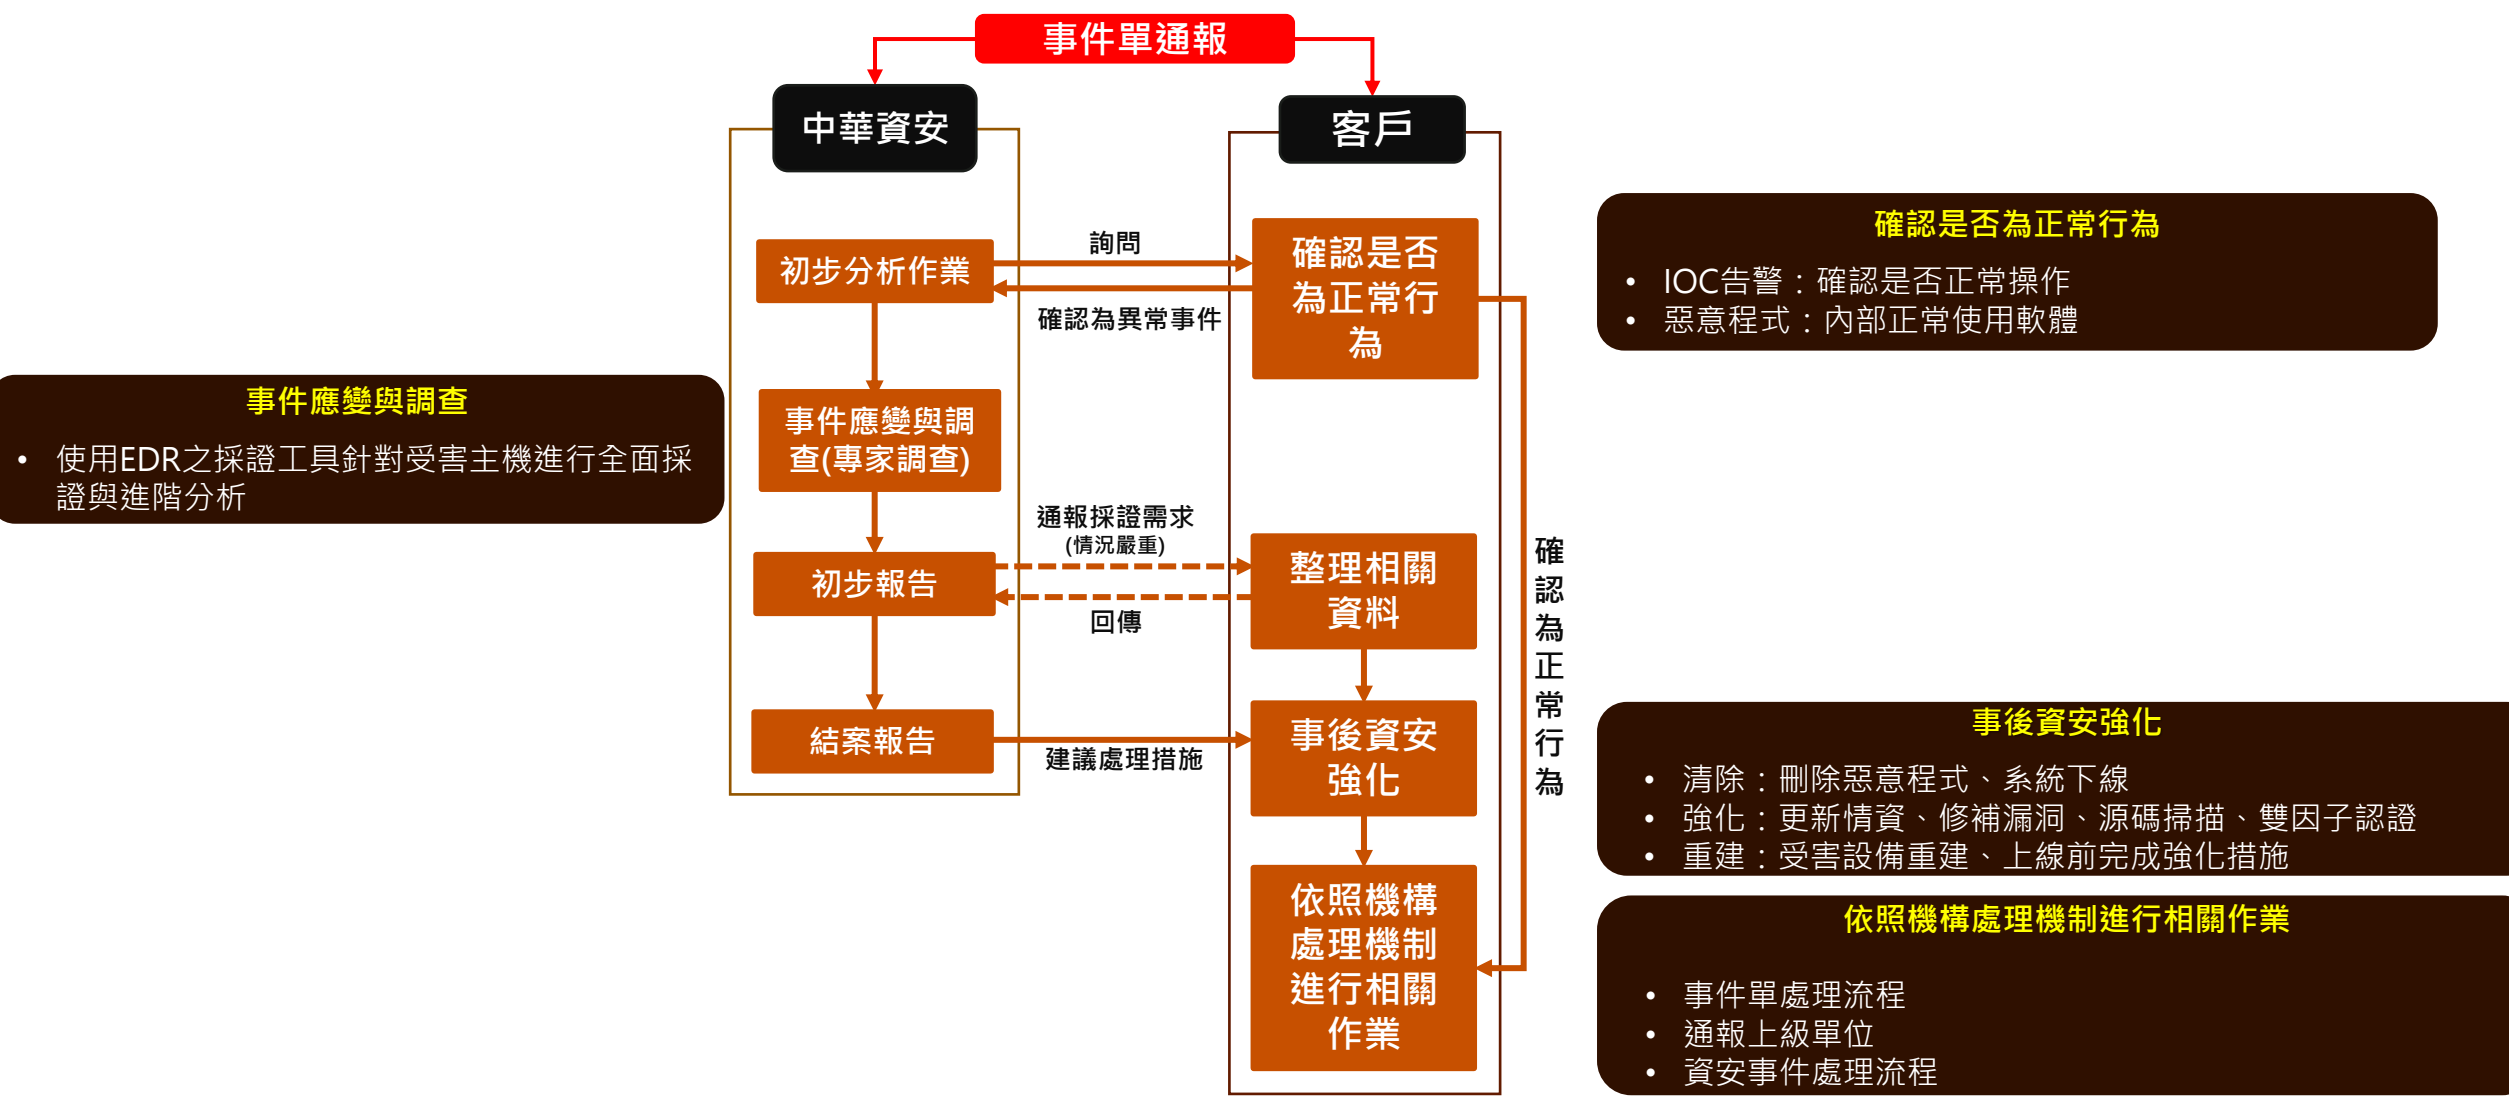 事件單通報
中華資安
客戶
初步分析作業
詢問
確認為異常事件
確認是否
為正常行
為
確認是否為正常行為
• IOC告警：確認是否正常操作
• 惡意程式：內部正常使用軟體
事件應變與調查
• 使用EDR之採證工具針對受害主機進行全面採
證與進階分析
事件應變與調
查(專家調查)
通報採證需求
(情況嚴重)
初步報告
回傳
整理相關
資料
確認為正常行為
結案報告
建議處理措施
事後資安
強化
事後資安強化
• 清除：刪除惡意程式、系統下線
• 強化：更新情資、修補漏洞、源碼掃描、雙因子認證
• 重建：受害設備重建、上線前完成強化措施
依照機構
處理機制
進行相關
作業
依照機構處理機制進行相關作業
• 事件單處理流程
• 通報上級單位
• 資安事件處理流程